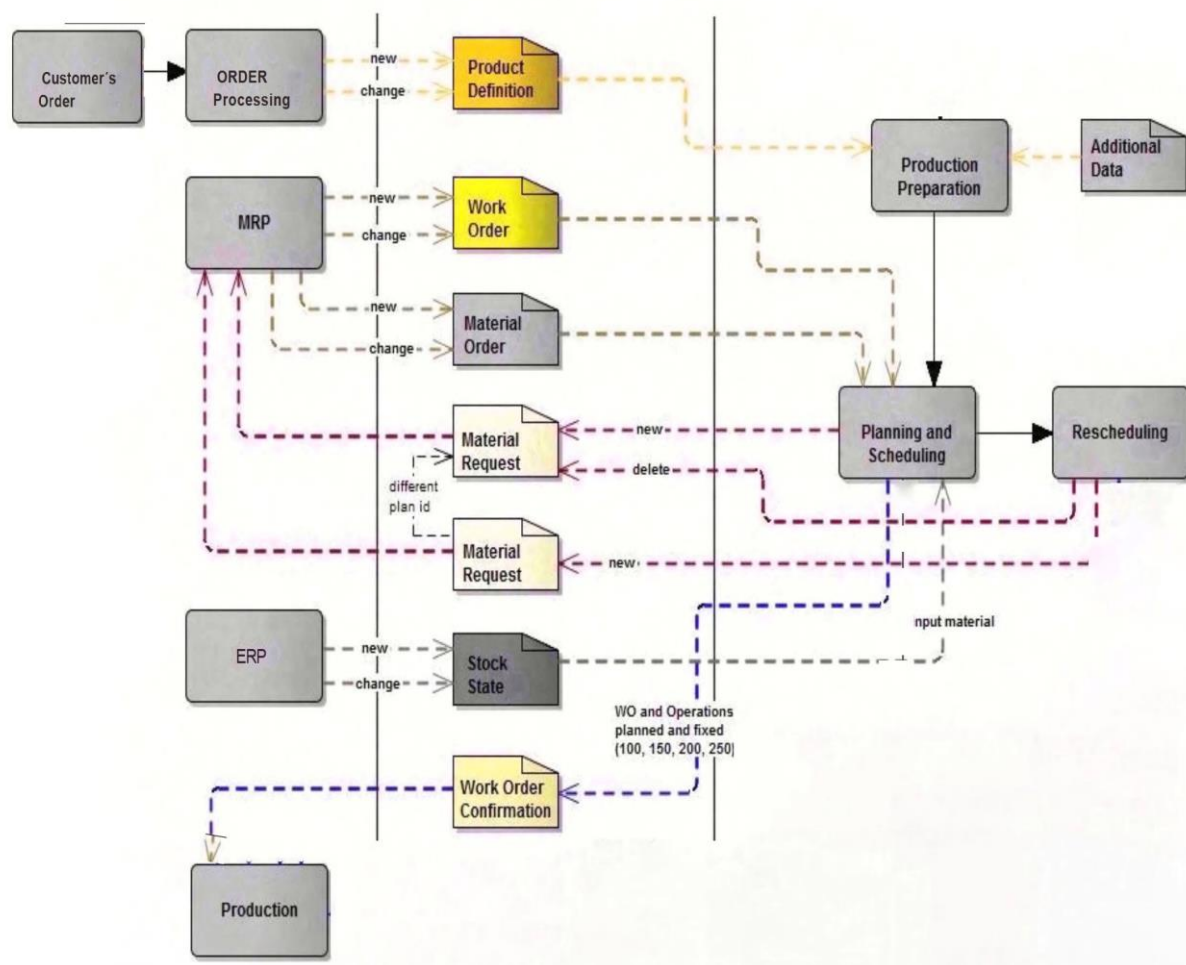 Customer´s
Order
ORDER
Processing
new
change
Product
Definition
Production
Preparation
Additional
Data
MRP
new
change
Work
Order
new
change
Material
Order
Material
Request
new
delete
Planning and
Scheduling
Rescheduling
different
plan id
Material
Request
new
ERP
new
change
Stock
State
nput material
WO and Operations
planned and fixed
(100, 150, 200, 250)
Work Order
Confirmation
Production